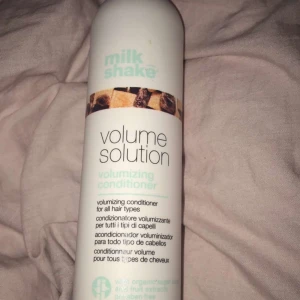 milk
shake
volume
solution
volumizing
conditioner
volumizing conditioner
for all hair types
condizionatore volumizzante
per tutti i tipi di capelli
acondicionador voluminizador
para todo tipo de cabellos
conditionneur volume
pour tous types de cheveux